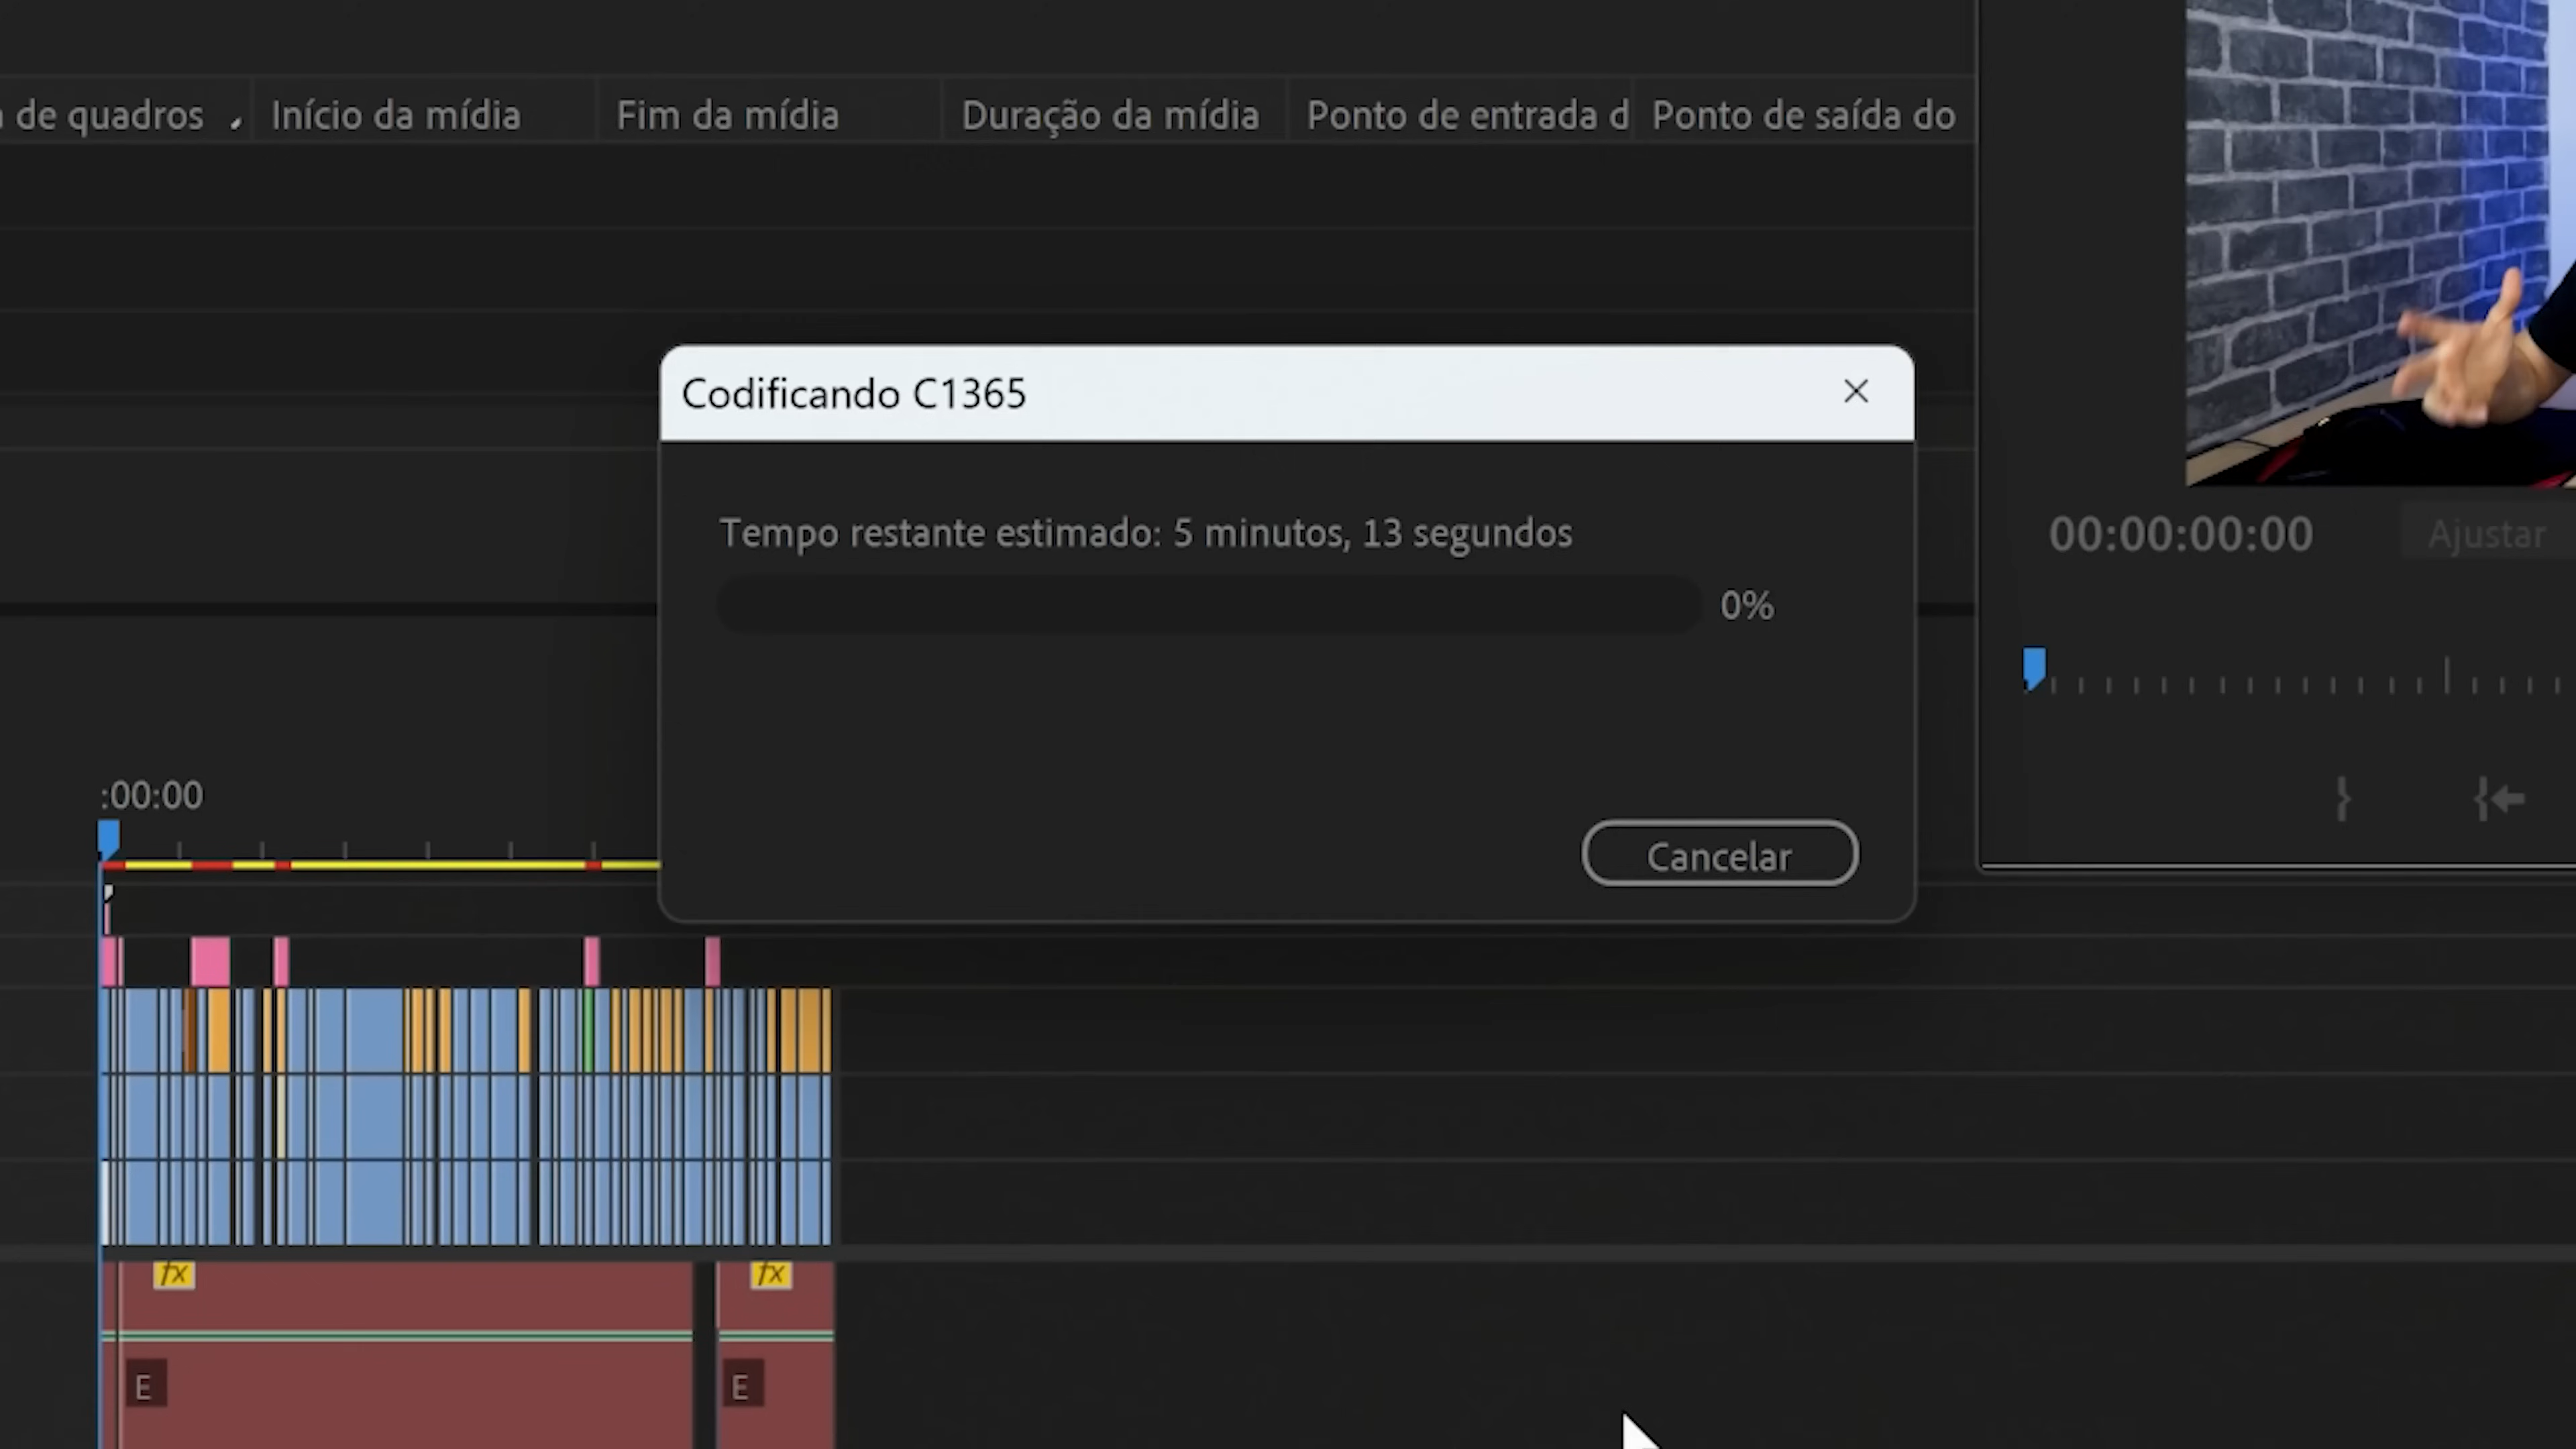 de quadros
Início da mídia
Fim da mídia
Duração da mídia
Ponto de entrada d
Ponto de saída do
Codificando C1365
Tempo restante estimado: 5 minutos, 13 segundos
0%
Cancelar
00:00:00:00
Ajustar
:00:00
fx
fx
E
E